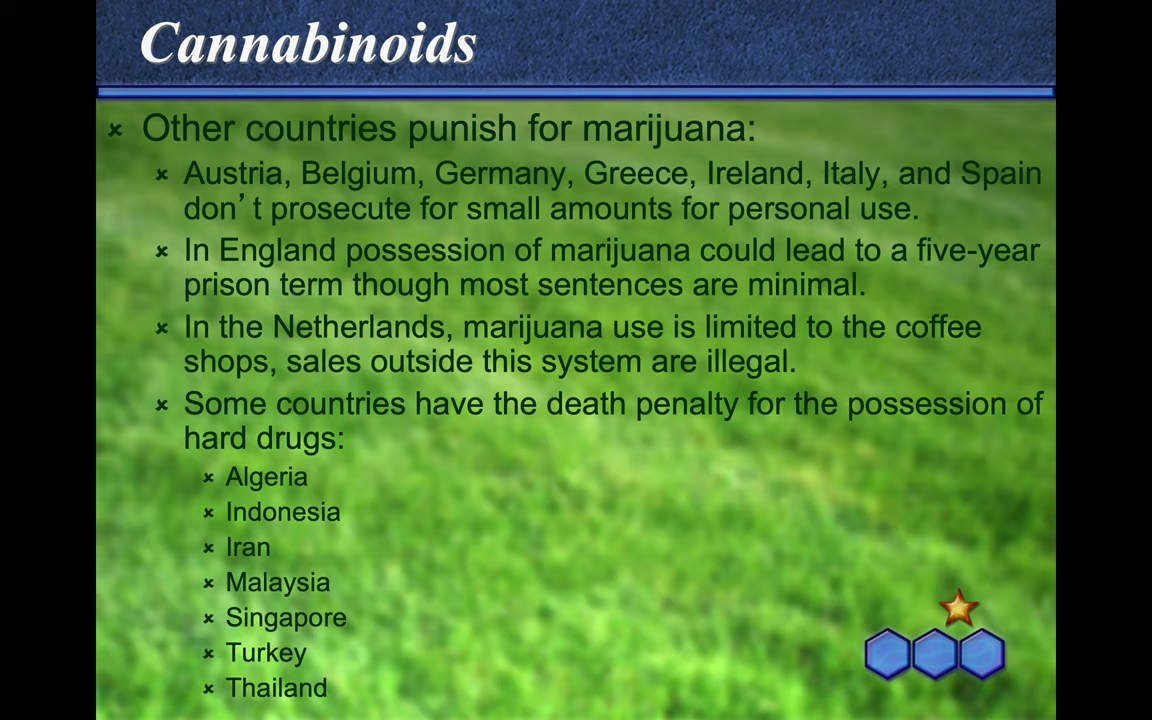 Cannabinoids
Other countries punish for marijuana:
Austria, Belgium, Germany, Greece, Ireland, Italy, and Spain
don’t prosecute for small amounts for personal use.
In England possession of marijuana could lead to a five-year
prison term though most sentences are minimal.
In the Netherlands, marijuana use is limited to the coffee
shops, sales outside this system are illegal.
Some countries have the death penalty for the possession of
hard drugs:
Algeria
Indonesia
Iran
Malaysia
Singapore
Turkey
Thailand